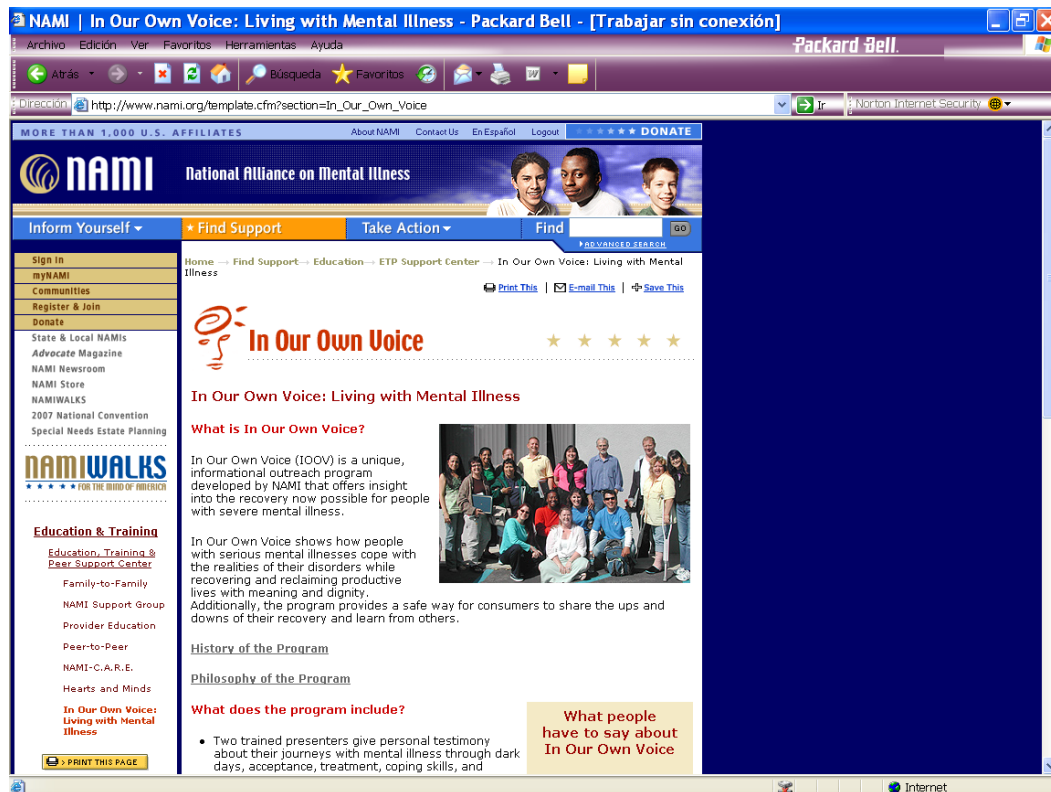 NAMI | In Our Own Voice: Living with Mental Illness - Packard Bell - [Trabajar sin conexión]
Archivo Edición Ver Favoritos Herramientas Ayuda
Packard Bell.
Atrás Búsqueda Favoritos
Dirección http://www.nami.org/template.cfm?section=In_Our_Own_Voice Ir Norton Internet Security
MORE THAN 1,000 U.S. AFFILIATES About NAMI Contact Us En Español Logout DONATE
NAMI National Alliance on Mental Illness
Inform Yourself Find Support Take Action Find GO
ADVANCED SEARCH
Sign In
myNAMI
Communities
Register & Join
Donate
State & Local NAMIs
Advocate Magazine
NAMI Newsroom
NAMI Store
NAMIWALKS
2007 National Convention
Special Needs Estate Planning
NAMIWALKS
FOR THE MIND OF AMERICA
Education & Training
Education, Training &
Peer Support Center
Family-to-Family
NAMI Support Group
Provider Education
Peer-to-Peer
NAMI-C.A.R.E.
Hearts and Minds
In Our Own Voice:
Living with Mental
Illness
> PRINT THIS PAGE
Home → Find Support → Education → ETP Support Center → In Our Own Voice: Living with Mental
Illness
Print This | E-mail This | Save This
In Our Own Voice
In Our Own Voice: Living with Mental Illness
What is In Our Own Voice?
In Our Own Voice (IOOV) is a unique,
informational outreach program
developed by NAMI that offers insight
into the recovery now possible for people
with severe mental illness.
In Our Own Voice shows how people
with serious mental illnesses cope with
the realities of their disorders while
recovering and reclaiming productive
lives with meaning and dignity.
Additionally, the program provides a safe way for consumers to share the ups and
downs of their recovery and learn from others.
History of the Program
Philosophy of the Program
What does the program include?
• Two trained presenters give personal testimony
about their journeys with mental illness through dark
days, acceptance, treatment, coping skills, and
What people
have to say about
In Our Own Voice
Internet